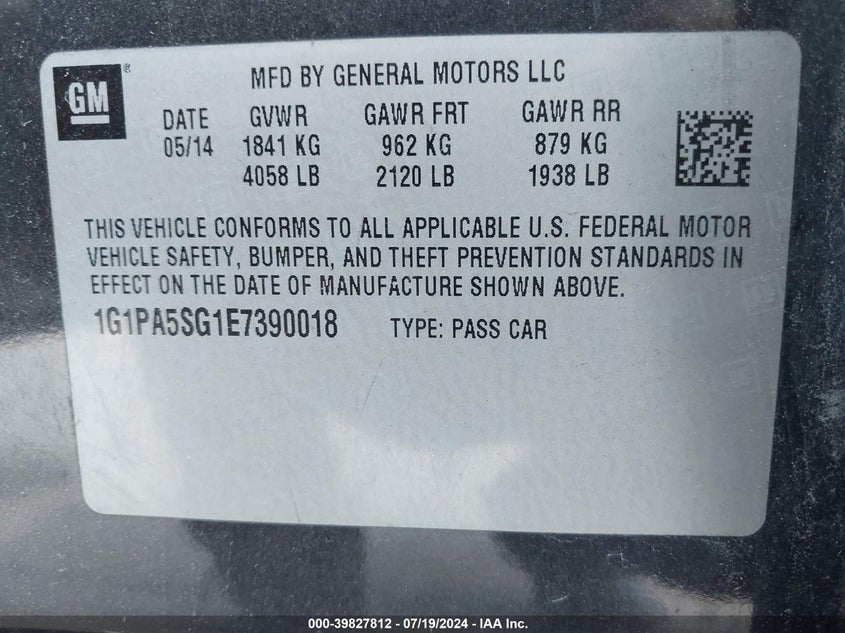 GM ®
MFD BY GENERAL MOTORS LLC
DATE GVWR GAWR FRT GAWR RR
05/14 1841 KG 962 KG 879 KG
4058 LB 2120 LB 1938 LB
THIS VEHICLE CONFORMS TO ALL APPLICABLE U.S. FEDERAL MOTOR
VEHICLE SAFETY, BUMPER, AND THEFT PREVENTION STANDARDS IN
EFFECT ON THE DATE OF MANUFACTURE SHOWN ABOVE.
1G1PA5SG1E7390018 TYPE: PASS CAR
000-39827812 - 07/19/2024 - IAA Inc.